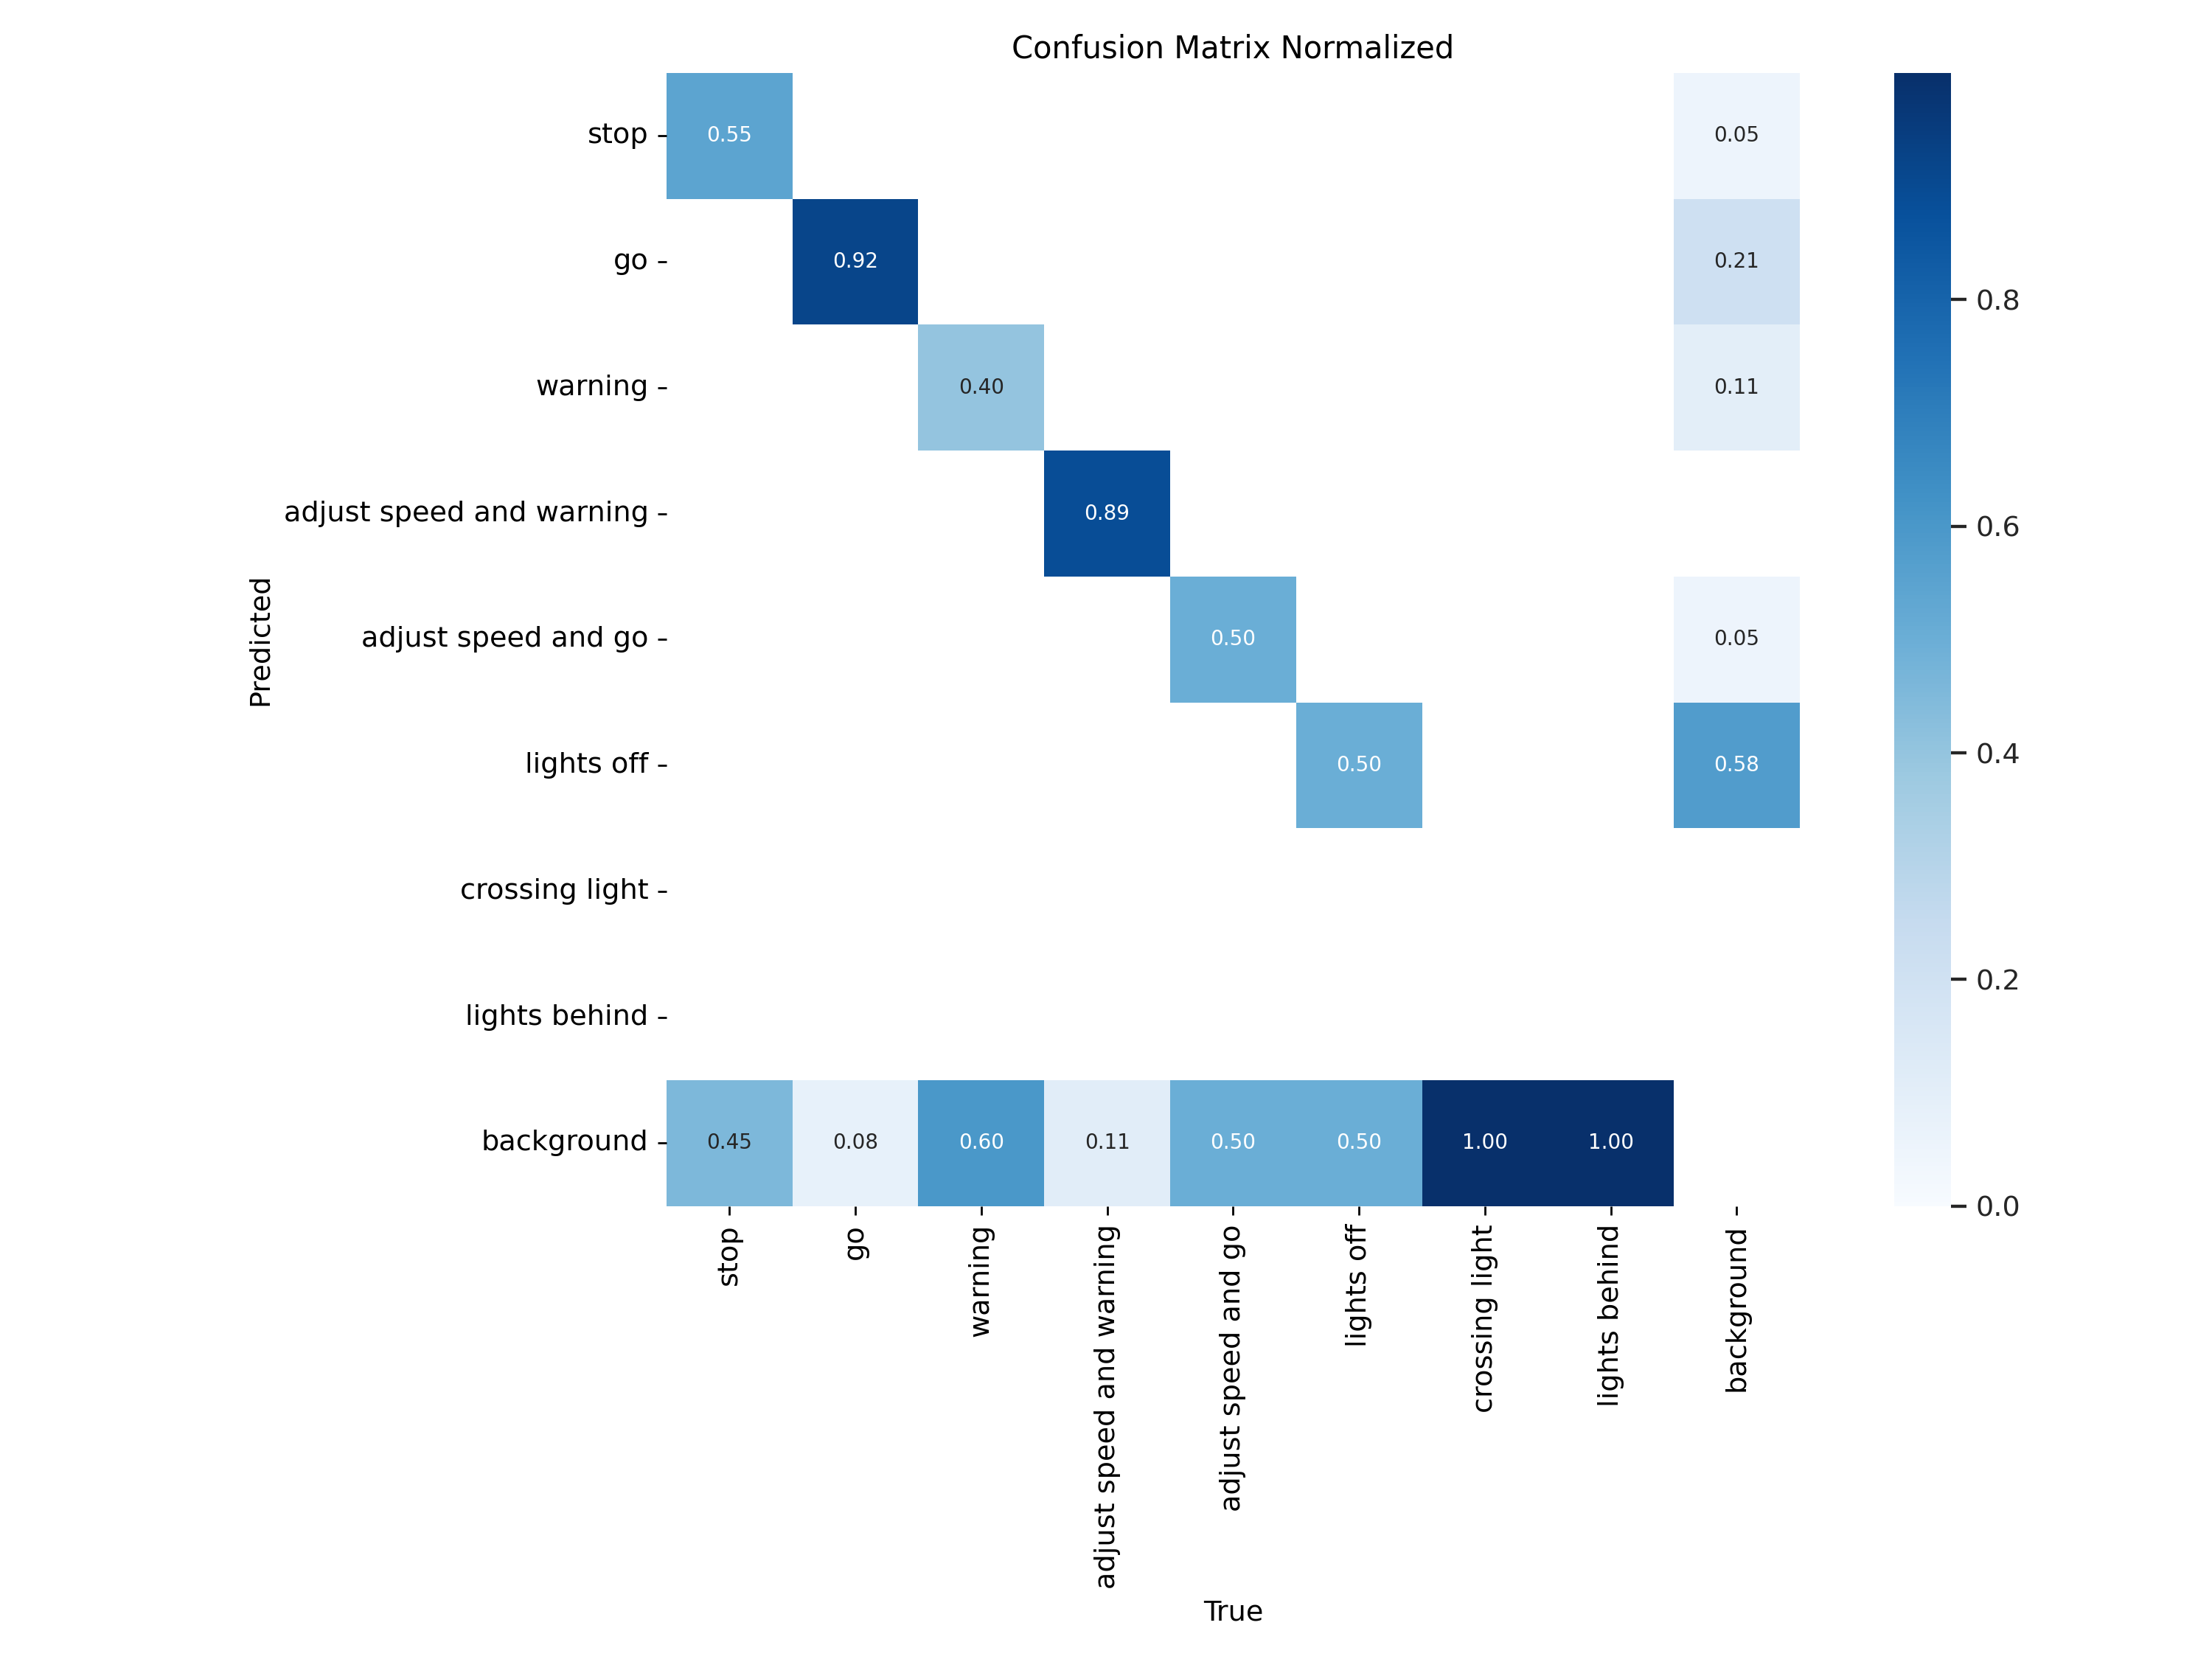 Confusion Matrix Normalized
stop 0.55 0.05
go 0.92 0.21
warning 0.40 0.11
adjust speed and warning 0.89
adjust speed and go 0.50 0.05
lights off 0.50 0.58
crossing light
lights behind
background 0.45 0.08 0.60 0.11 0.50 0.50 1.00 1.00
Predicted
stop
go
warning
adjust speed and warning
adjust speed and go
lights off
crossing light
lights behind
background
True
0.8
0.6
0.4
0.2
0.0